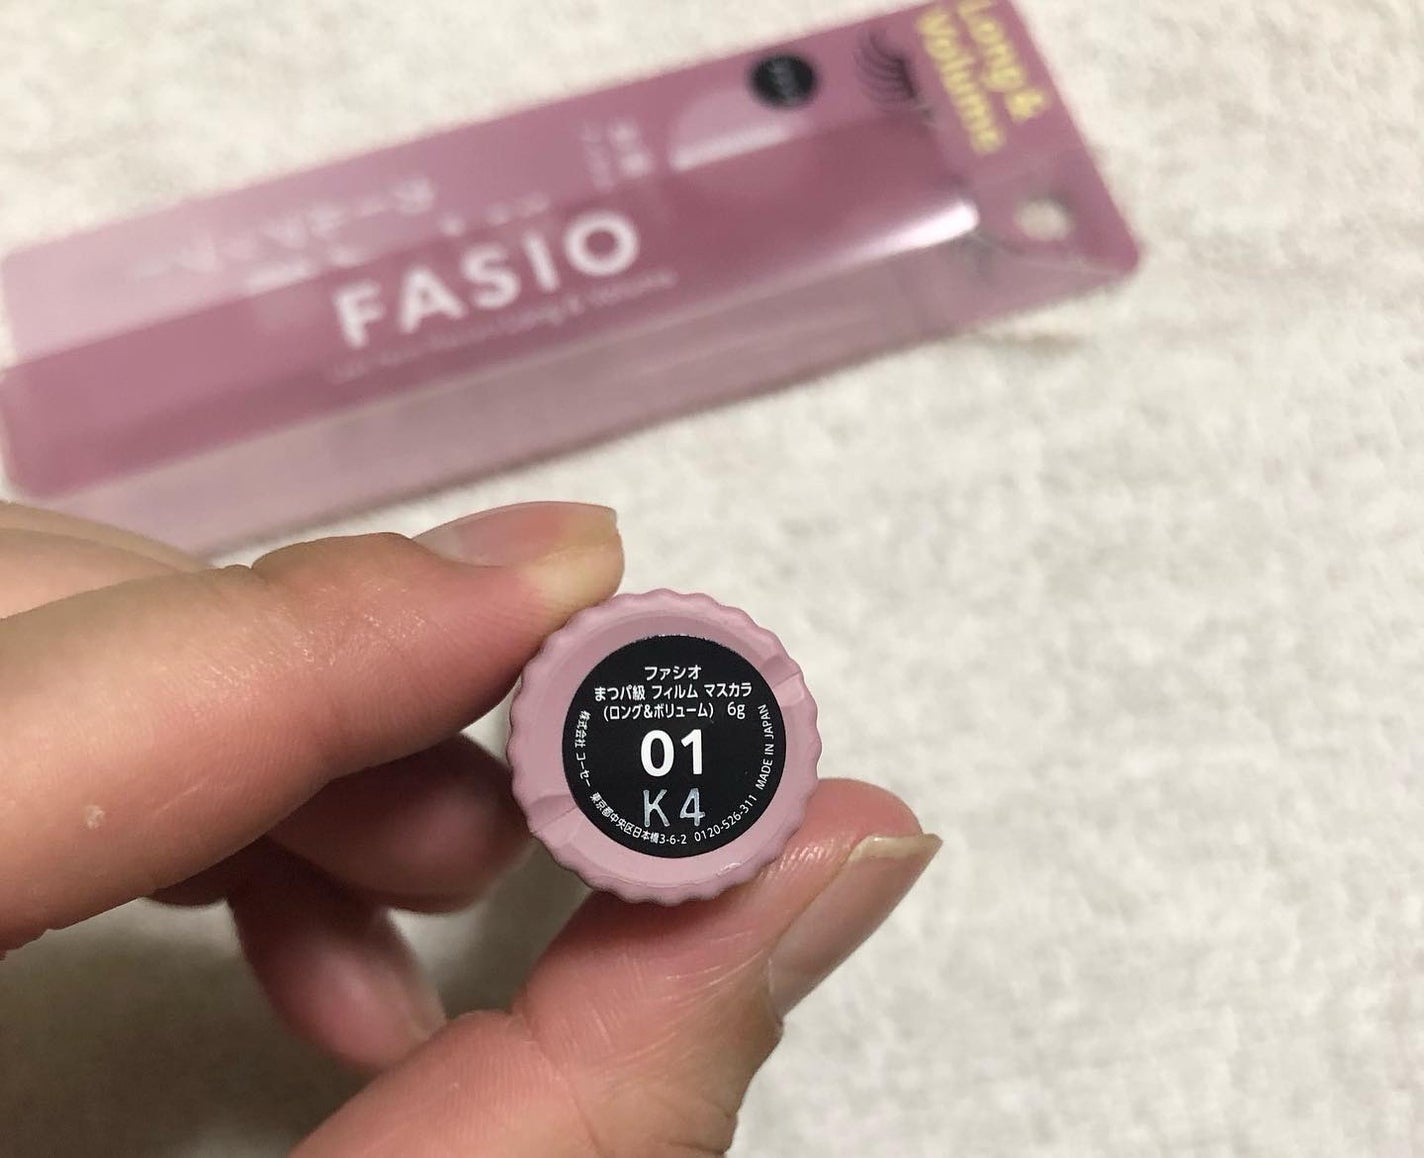 Long &
Volume
FASIO
ファシオ
まつパ級 フィルム マスカラ
(ロング&ボリューム) 6g
01
K4
株式会社 コーセー 東京都中央区日本橋3-6-2 0120-526-311 MADE IN JAPAN